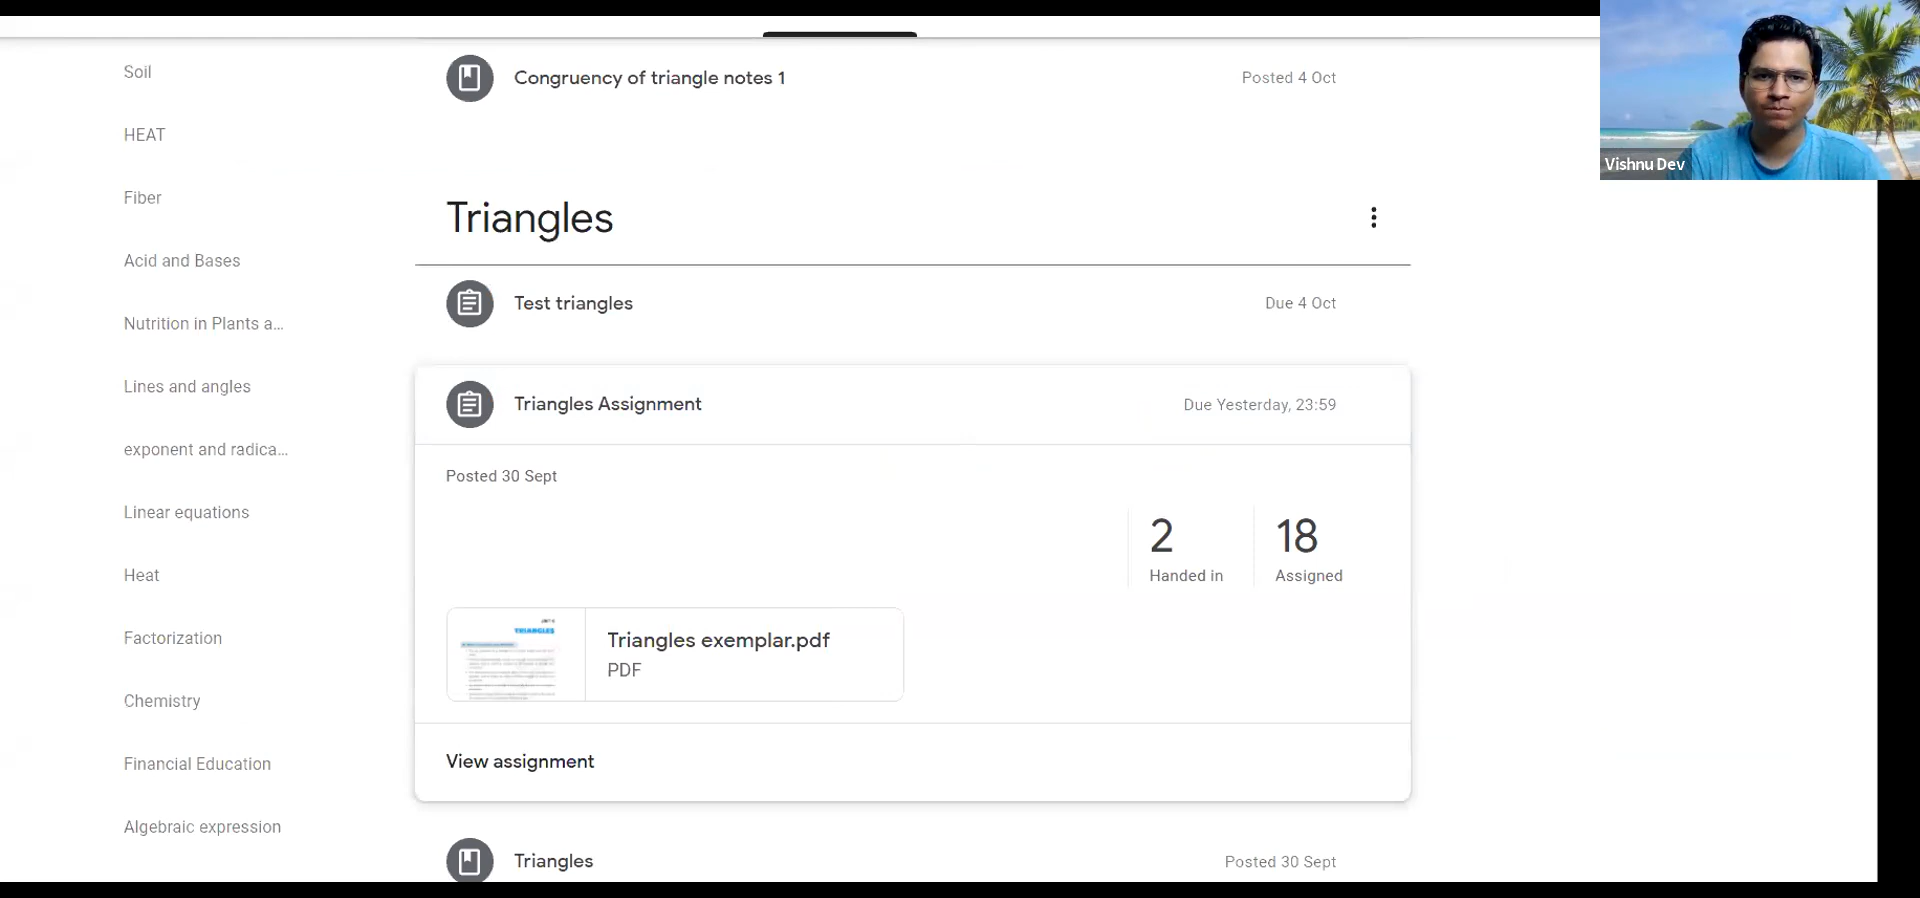 Soil
HEAT
Fiber
Acid and Bases
Nutrition in Plants a...
Lines and angles
exponent and radica...
Linear equations
Heat
Factorization
Chemistry
Financial Education
Algebraic expression
Congruency of triangle notes 1
Posted 4 Oct
Triangles
Test triangles
Due 4 Oct
Triangles Assignment
Due Yesterday, 23:59
Posted 30 Sept
2
Handed in
18
Assigned
TRIANGLES
Triangles exemplar.pdf
PDF
View assignment
Triangles
Posted 30 Sept
Vishnu Dev